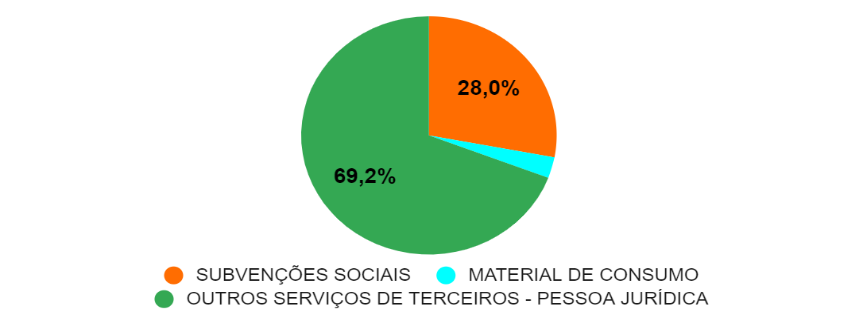 28,0%
69,2%
SUBVENÇÕES SOCIAIS MATERIAL DE CONSUMO
OUTROS SERVIÇOS DE TERCEIROS - PESSOA JURÍDICA